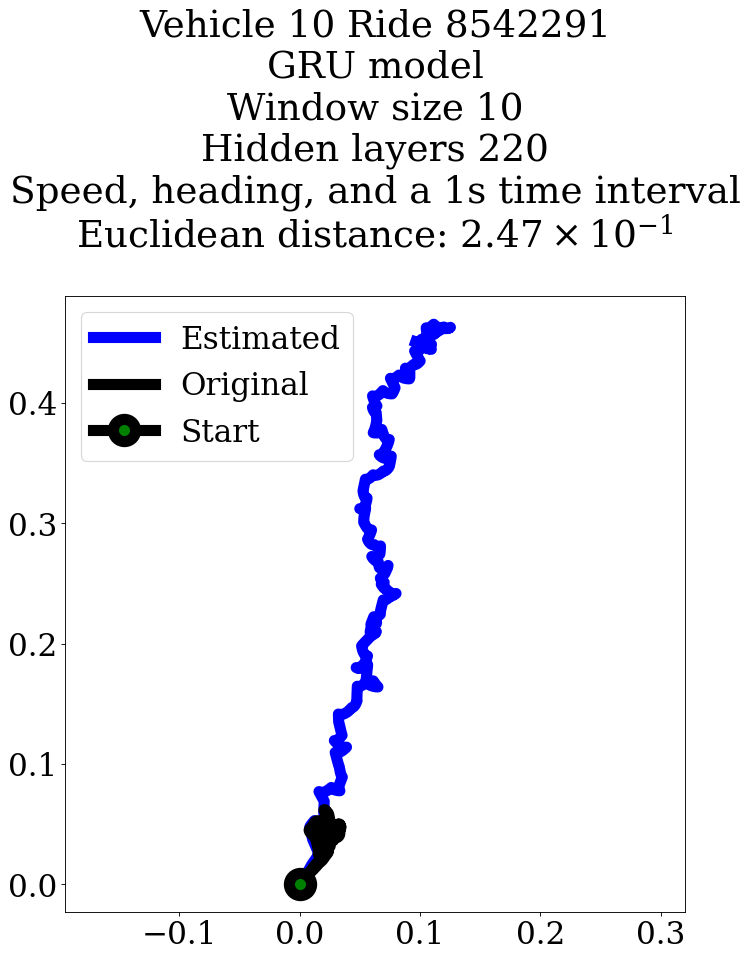 Vehicle 10 Ride 8542291
GRU model
Window size 10
Hidden layers 220
Speed, heading, and a 1s time interval
Euclidean distance: 2.47 × 10⁻¹
Estimated
Original
Start
0.4
0.3
0.2
0.1
0.0
−0.1 0.0 0.1 0.2 0.3